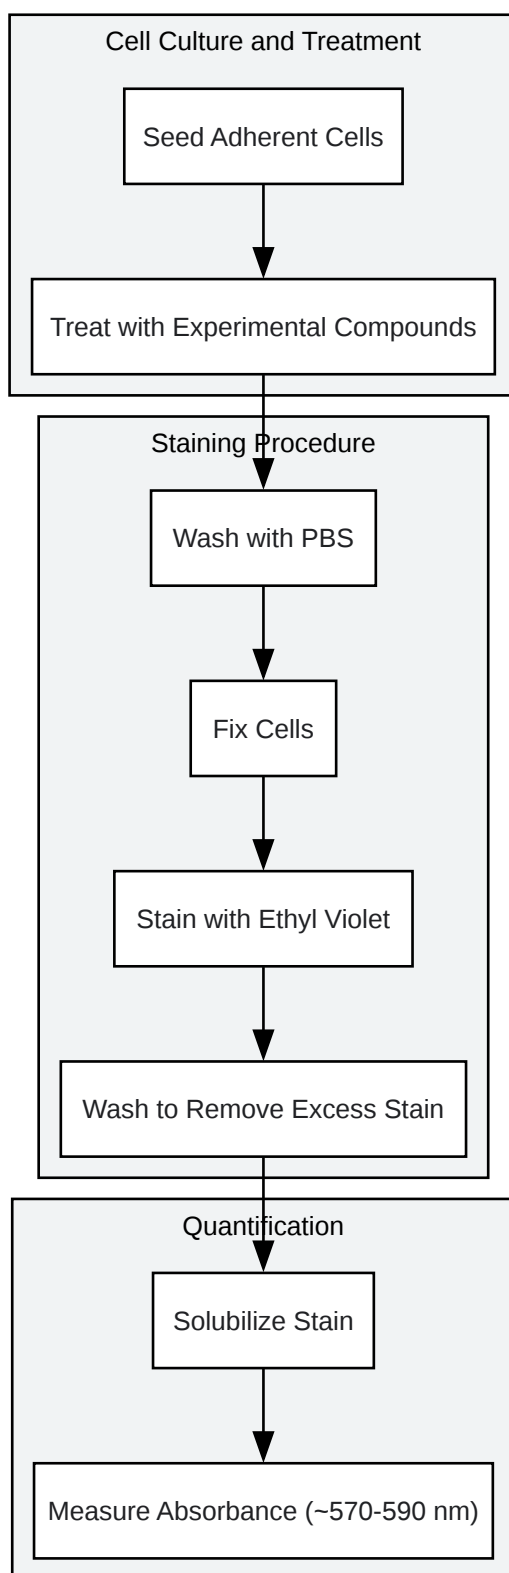 Cell Culture and Treatment
Seed Adherent Cells
Treat with Experimental Compounds
Staining Procedure
Wash with PBS
Fix Cells
Stain with Ethyl Violet
Wash to Remove Excess Stain
Quantification
Solubilize Stain
Measure Absorbance (~570-590 nm)